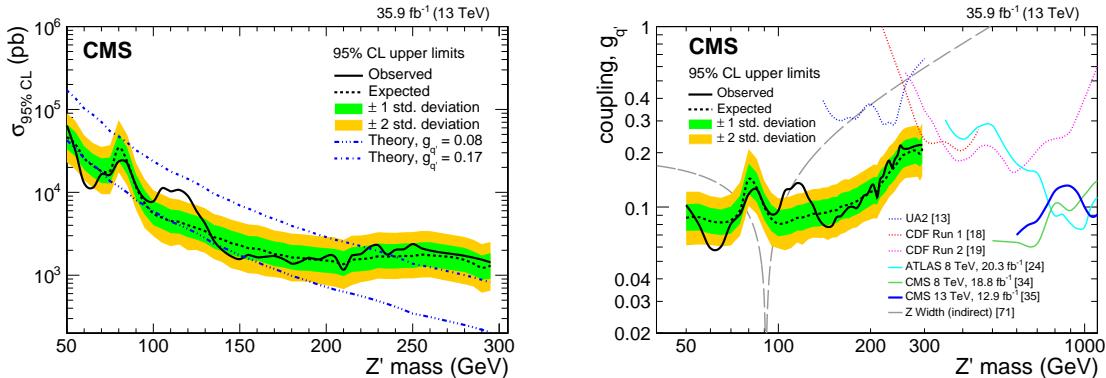 35.9 fb⁻¹ (13 TeV)
CMS
95% CL upper limits
Observed
Expected
± 1 std. deviation
± 2 std. deviation
Theory, g_q' = 0.08
Theory, g_q' = 0.17
σ_95% CL (pb)
10⁶
10⁵
10⁴
10³
50 100 150 200 250 300
Z' mass (GeV)
35.9 fb⁻¹ (13 TeV)
CMS
95% CL upper limits
Observed
Expected
± 1 std. deviation
± 2 std. deviation
coupling, g_q'
1
0.4
0.3
0.2
0.1
0.04
0.03
0.02
UA2 [13]
CDF Run 1 [18]
CDF Run 2 [19]
ATLAS 8 TeV, 20.3 fb⁻¹ [24]
CMS 8 TeV, 18.8 fb⁻¹ [34]
CMS 13 TeV, 12.9 fb⁻¹ [35]
Z Width (indirect) [71]
50 100 200 300 1000
Z' mass (GeV)